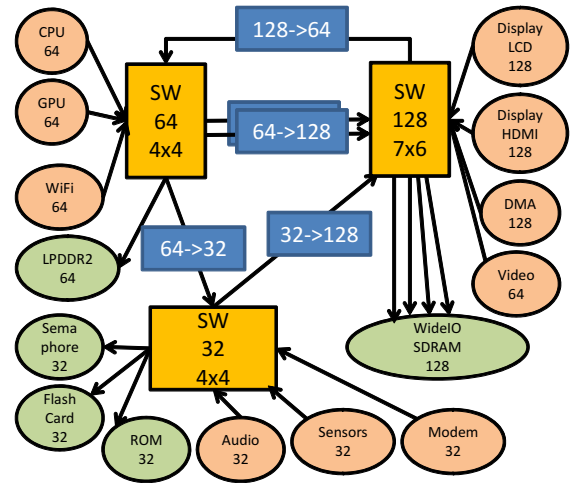 CPU
64
GPU
64
WiFi
64
LPDDR2
64
SW
64
4x4
128->64
64->128
SW
128
7x6
Display
LCD
128
Display
HDMI
128
DMA
128
Video
64
64->32
32->128
WideIO
SDRAM
128
SW
32
4x4
Sema
phore
32
Flash
Card
32
ROM
32
Audio
32
Sensors
32
Modem
32